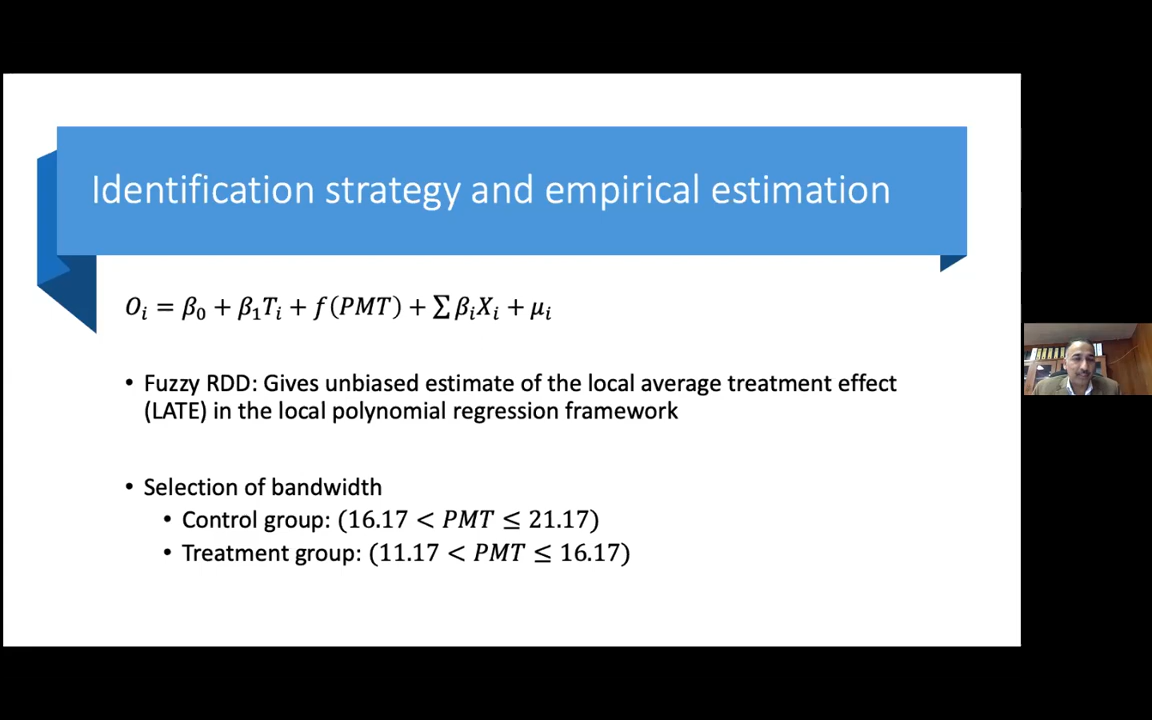 Identification strategy and empirical estimation
𝑂ᵢ = 𝛽₀ + 𝛽₁𝑇ᵢ + 𝑓(𝑃𝑀𝑇) + ∑ 𝛽ᵢ𝑋ᵢ + 𝜇ᵢ
• Fuzzy RDD: Gives unbiased estimate of the local average treatment effect
(LATE) in the local polynomial regression framework
• Selection of bandwidth
• Control group: (16.17 < 𝑃𝑀𝑇 ≤ 21.17)
• Treatment group: (11.17 < 𝑃𝑀𝑇 ≤ 16.17)